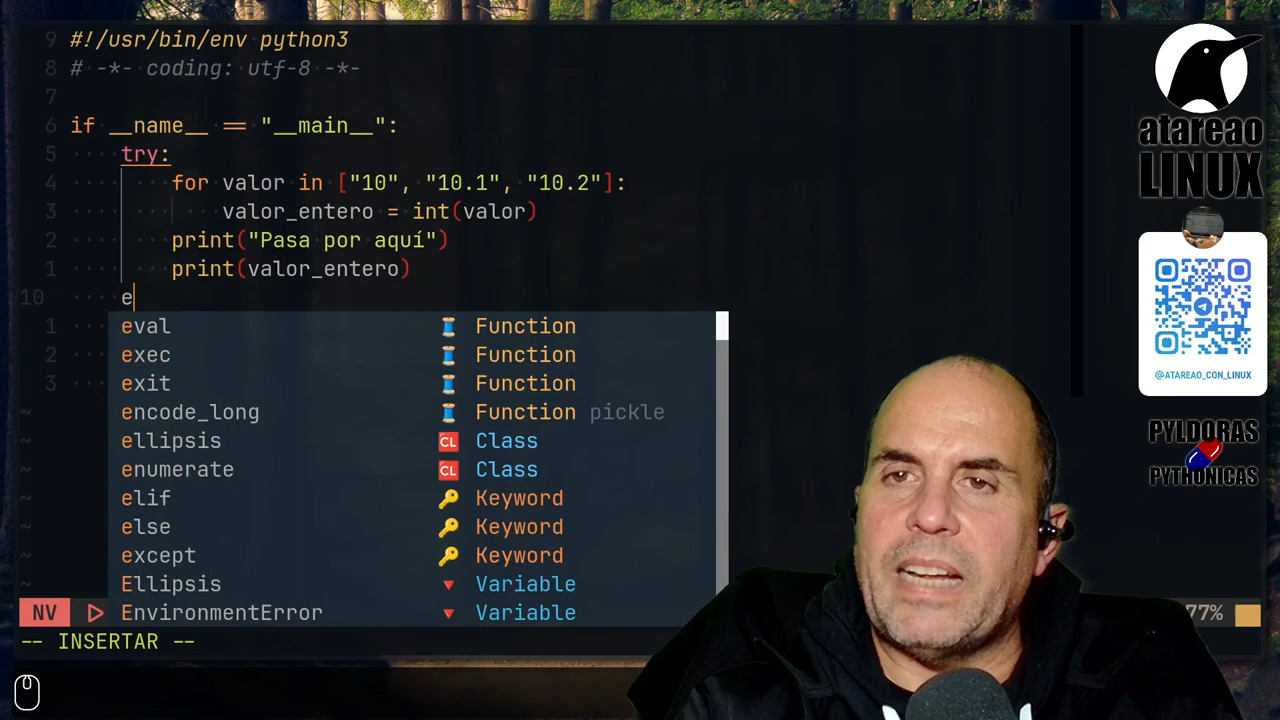 9 #!/usr/bin/env python3
8 # -*- coding: utf-8 -*-
7
6 if __name__ == "__main__":
5 try:
4 for valor in ["10", "10.1", "10.2"]:
3 valor_entero = int(valor)
2 print("Pasa por aquí")
1 print(valor_entero)
10 e
1 eval Function
2 exec Function
3 exit Function
~ encode_long Function pickle
~ ellipsis CL Class
~ enumerate CL Class
~ elif Keyword
~ else Keyword
~ except Keyword
~ Ellipsis Variable
NV EnvironmentError Variable 77%
-- INSERTAR --
atareao
LINUX
@ATAREAO_CON_LINUX
PYLDORAS
PYTHONICAS